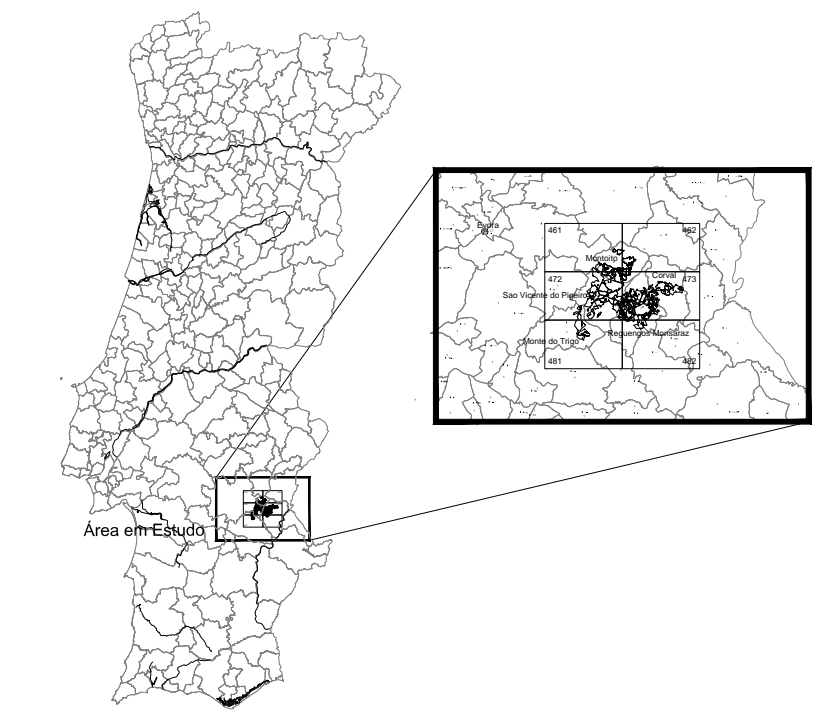 Evora
461
462
Montoito
472
Corval
473
Sao Vicente do Pigeiro
Reguengos Monsaraz
Monte do Trigo
481
482
Área em Estudo